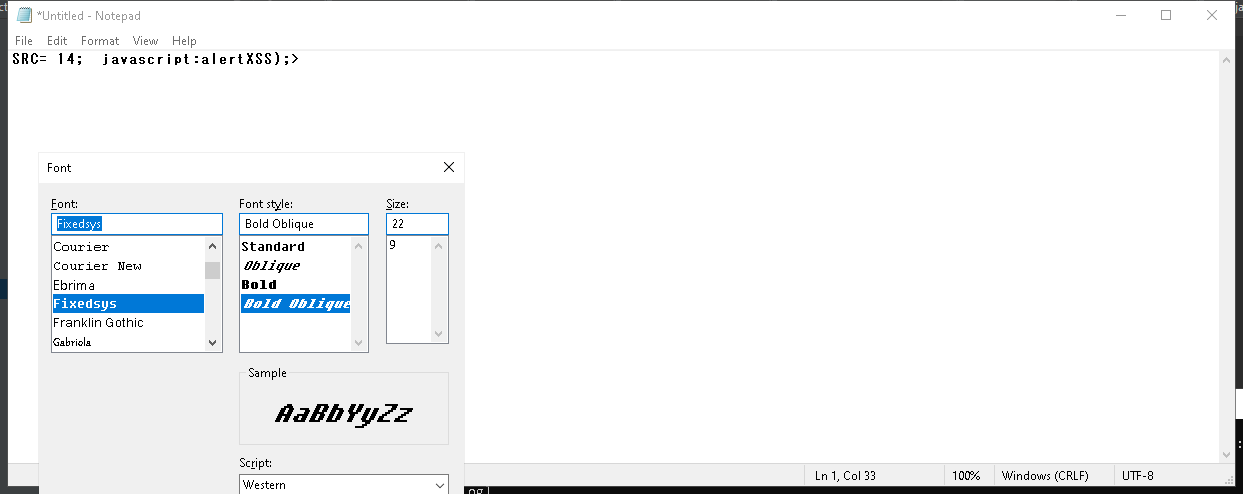 *Untitled - Notepad
File Edit Format View Help
SRC= 14;  javascript:alertXSS);>
Font
Font: Font style: Size:
Fixedsys Bold Oblique 22
Courier Standard 9
Courier New Oblique
Ebrima Bold
Fixedsys Bold Oblique
Franklin Gothic
Gabriola
Sample
AaBbYyZz
Script:
Western
Ln 1, Col 33 100% Windows (CRLF) UTF-8